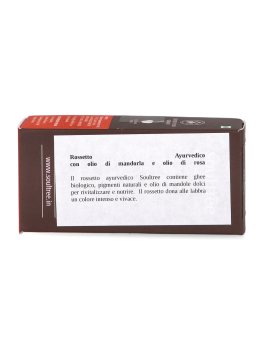 Rossetto Ayurvedico
con olio di mandorla e olio di rosa
Il rossetto ayurvedico Soultree contiene ghee
biologico, pigmenti naturali e olio di mandole dolci
per rivitalizzare e nutrire. Il rossetto dona alle labbra
un colore intenso e vivace.
www.soultree.in